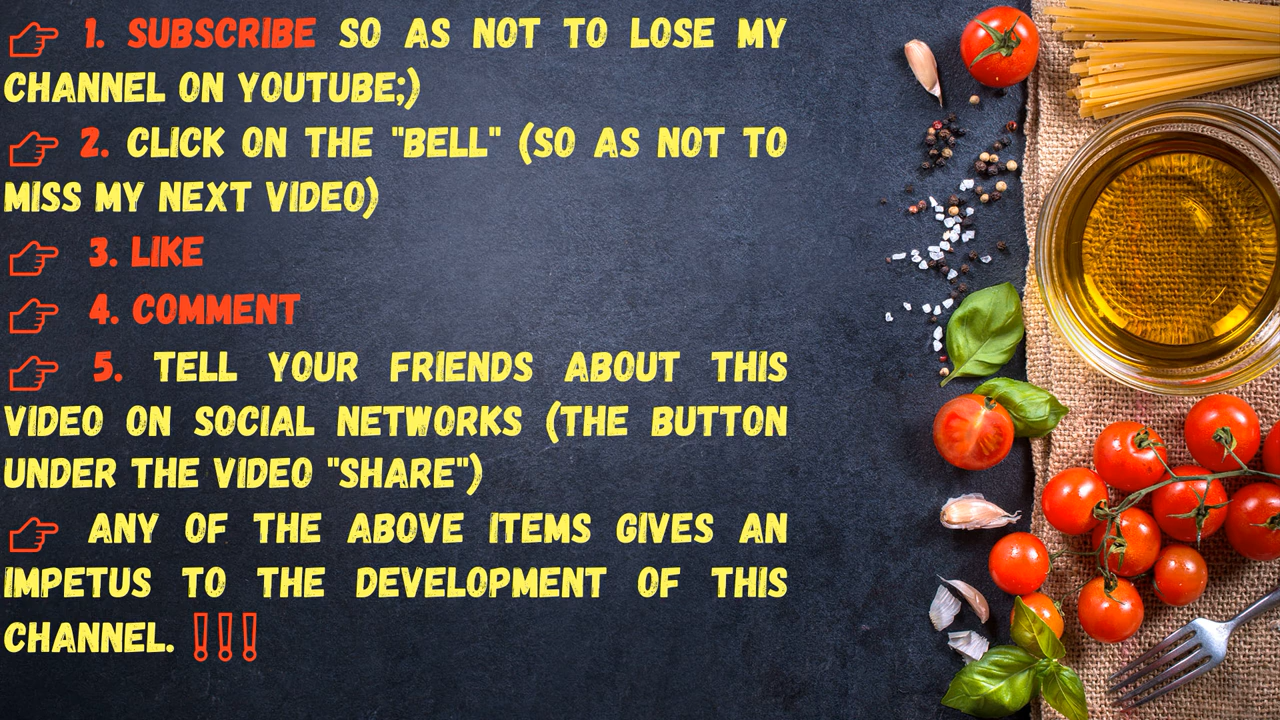 👉 1. SUBSCRIBE SO AS NOT TO LOSE MY
CHANNEL ON YOUTUBE;)
👉 2. CLICK ON THE "BELL" (SO AS NOT TO
MISS MY NEXT VIDEO)
👉 3. LIKE
👉 4. COMMENT
👉 5. TELL YOUR FRIENDS ABOUT THIS
VIDEO ON SOCIAL NETWORKS (THE BUTTON
UNDER THE VIDEO "SHARE")
👉 ANY OF THE ABOVE ITEMS GIVES AN
IMPETUS TO THE DEVELOPMENT OF THIS
CHANNEL. ❗❗❗